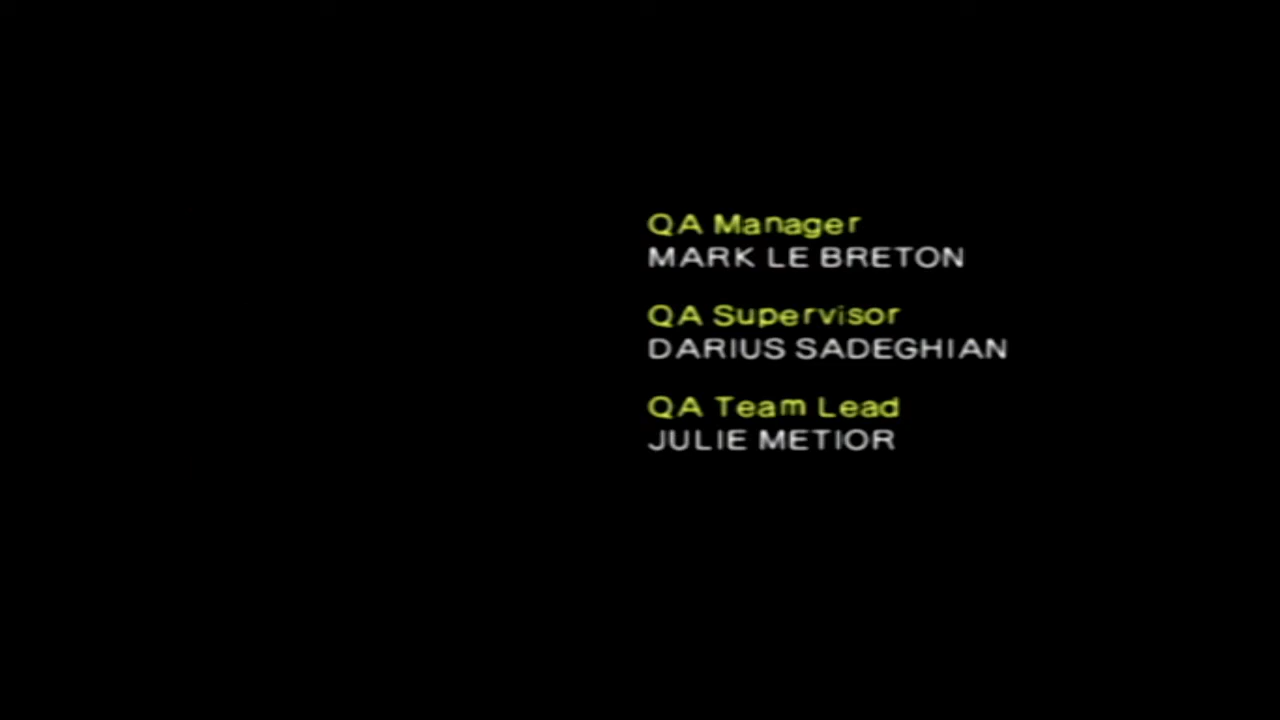 QA Manager
MARK LE BRETON
QA Supervisor
DARIUS SADEGHIAN
QA Team Lead
JULIE METIOR